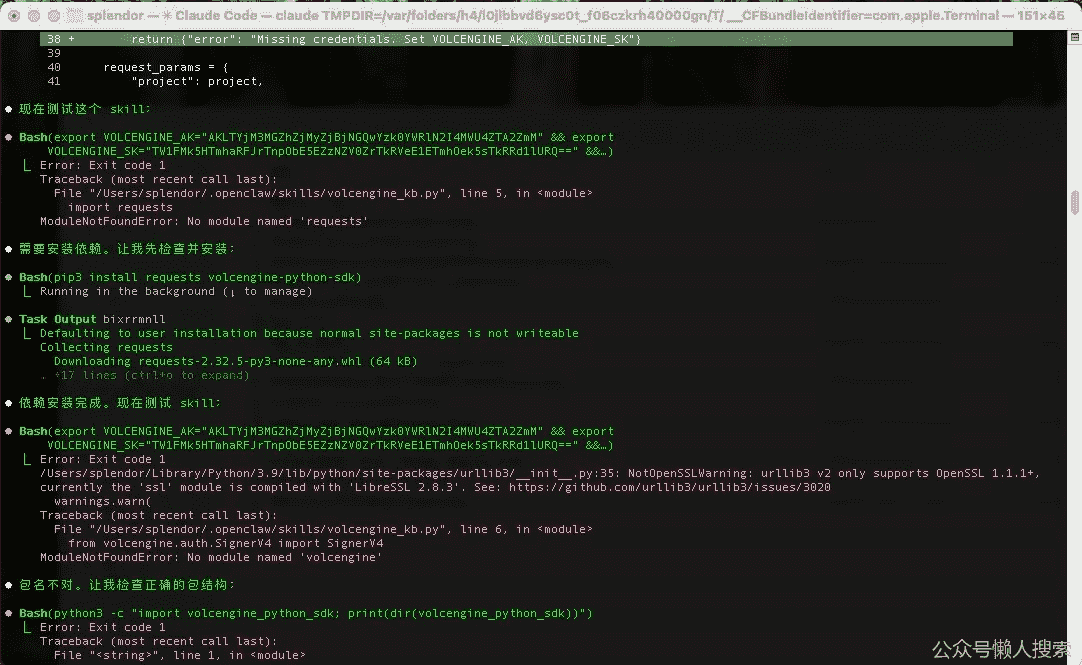 splendor — ✳ Claude Code — claude TMPDIR=/var/folders/h4/ __CFBundleIdentifier=com.apple.Terminal — 151×45
38 + return {"error": "Missing credentials. Set VOLCENGINE_AK, VOLCENGINE_SK"}
39
40 request_params = {
41 "project": project,
● 现在测试这个 skill:
● Bash(export VOLCENGINE_AK="" && export
VOLCENGINE_SK="" &&…)
Error: Exit code 1
Traceback (most recent call last):
File "/Users/splendor/.openclaw/skills/volcengine_kb.py", line 5, in <module>
import requests
ModuleNotFoundError: No module named 'requests'
● 需要安装依赖。让我先检查并安装:
● Bash(pip3 install requests volcengine-python-sdk)
Running in the background (↓ to manage)
● Task Output bixrrmnll
Defaulting to user installation because normal site-packages is not writeable
Collecting requests
Downloading requests-2.32.5-py3-none-any.whl (64 kB)
… +17 lines (ctrl+o to expand)
● 依赖安装完成。现在测试 skill:
● Bash(export VOLCENGINE_AK="" && export
VOLCENGINE_SK="" &&…)
Error: Exit code 1
/Users/splendor/Library/Python/3.9/lib/python/site-packages/urllib3/__init__.py:35: NotOpenSSLWarning: urllib3 v2 only supports OpenSSL 1.1.1+,
currently the 'ssl' module is compiled with 'LibreSSL 2.8.3'. See: https://github.com/urllib3/urllib3/issues/3020
warnings.warn(
Traceback (most recent call last):
File "/Users/splendor/.openclaw/skills/volcengine_kb.py", line 6, in <module>
from volcengine.auth.SignerV4 import SignerV4
ModuleNotFoundError: No module named 'volcengine'
● 包名不对。让我检查正确的包结构:
● Bash(python3 -c "import volcengine_python_sdk; print(dir(volcengine_python_sdk))")
Error: Exit code 1
Traceback (most recent call last):
File "<string>", line 1, in <module>
公众号懒人搜索